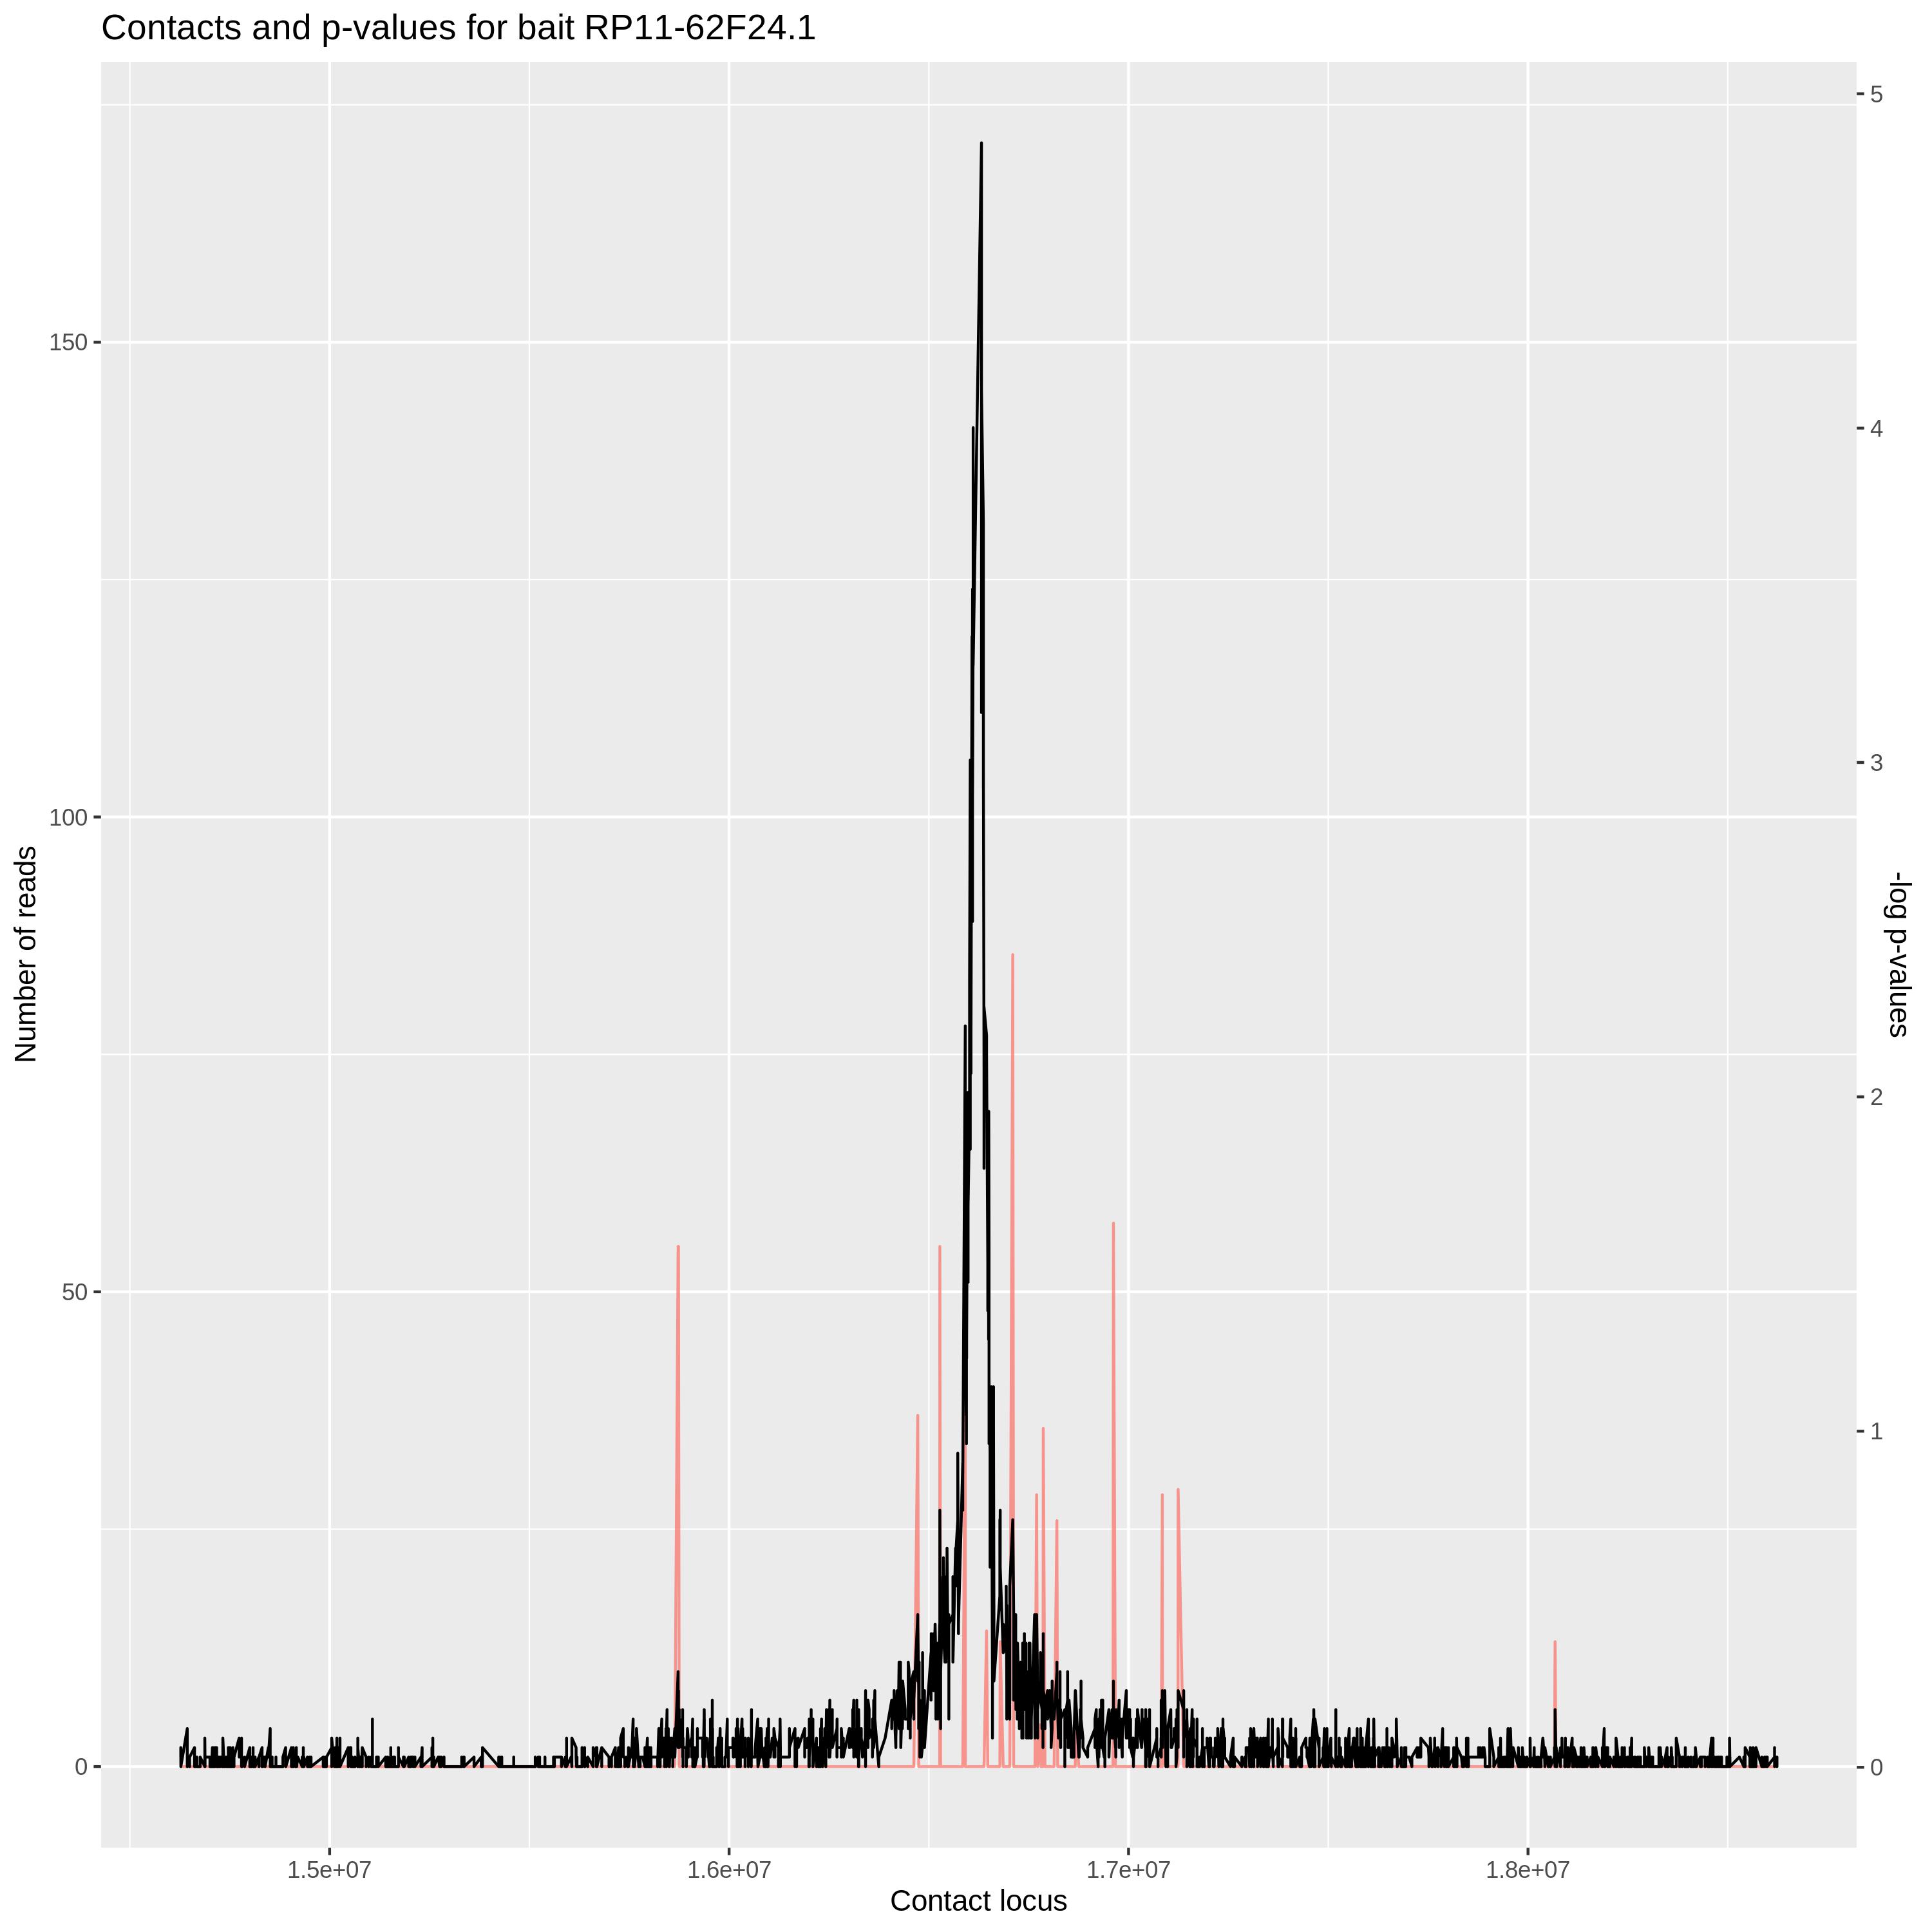 Contacts and p-values for bait RP11-62F24.1
Number of reads
150
100
50
0
5
4
3
2
1
0
-log p-values
1.5e+07
1.6e+07
1.7e+07
1.8e+07
Contact locus